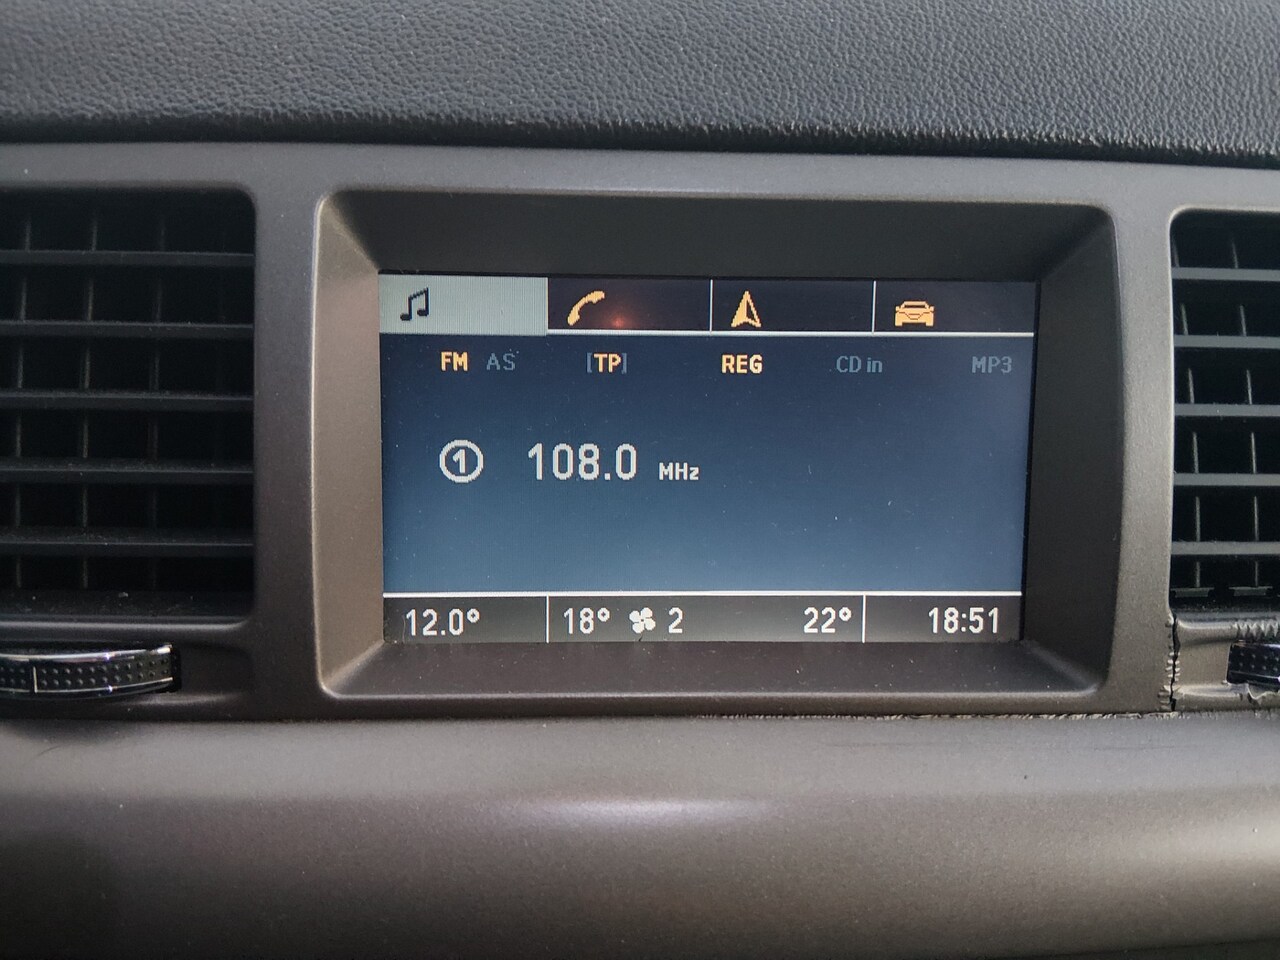 FM AS [TP] REG CD in MP3
1 108.0 MHz
12.0° 18° 2 22° 18:51